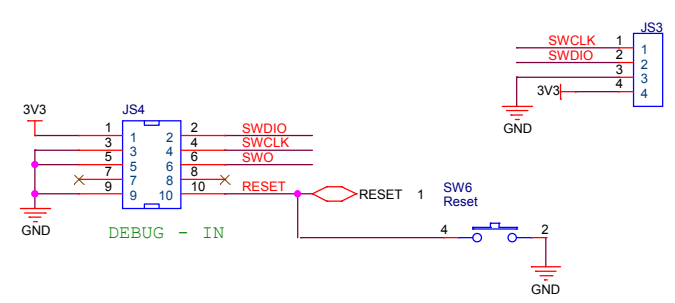 JS3
SWCLK 1 1
SWDIO 2 2
3 3
3V3 4 4
GND
3V3
JS4
1 1 2 2 SWDIO
3 3 4 4 SWCLK
5 5 6 6 SWO
7 7 8 8
9 9 10 10 RESET
RESET 1
SW6
Reset
4 2
GND
DEBUG - IN
GND